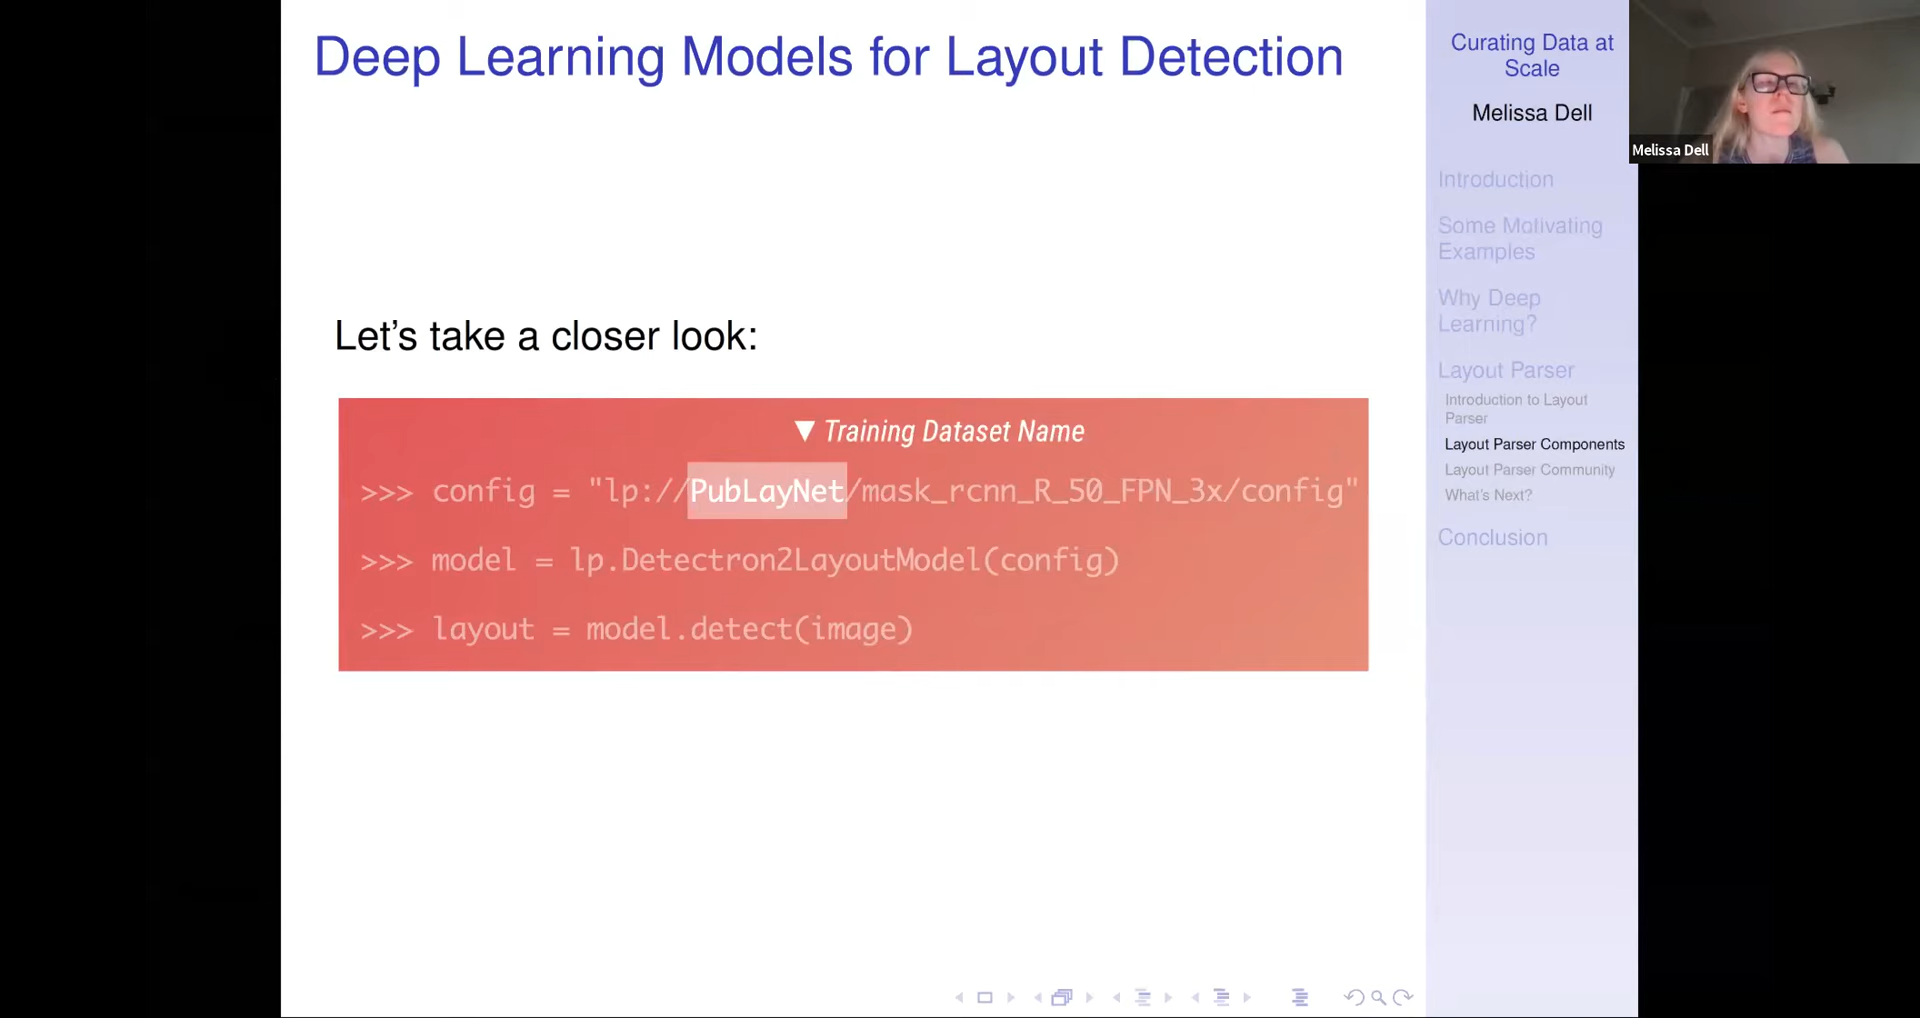 Deep Learning Models for Layout Detection
Let's take a closer look:
▼ Training Dataset Name
>>> config = "lp://PubLayNet/mask_rcnn_R_50_FPN_3x/config"
>>> model = lp.Detectron2LayoutModel(config)
>>> layout = model.detect(image)
Curating Data at
Scale
Melissa Dell
Introduction
Some Motivating
Examples
Why Deep
Learning?
Layout Parser
Introduction to Layout
Parser
Layout Parser Components
Layout Parser Community
What's Next?
Conclusion
Melissa Dell